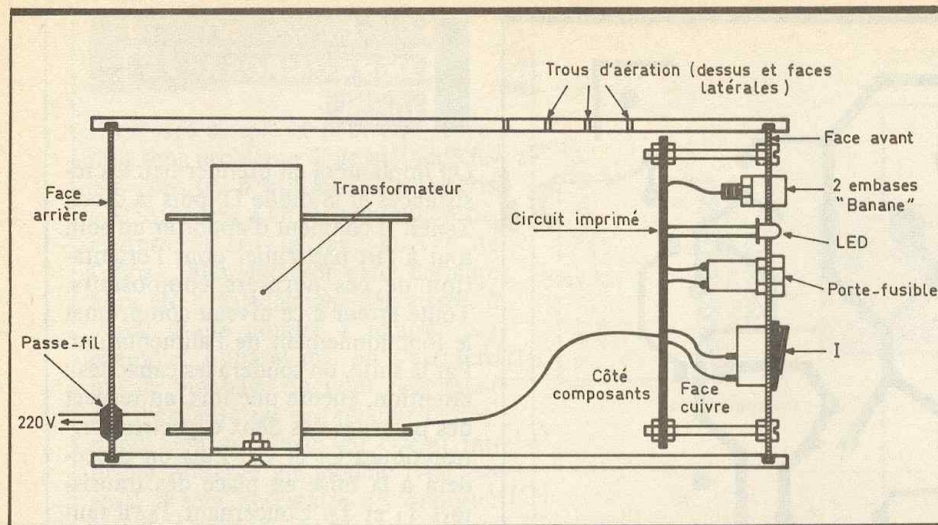 Trous d'aération (dessus et faces
latérales)
Face avant
Face
arrière
Transformateur
2 embases
"Banane"
Circuit imprimé
LED
Porte-fusible
Passe-fil
I
220V
Côté
composants
Face
cuivre